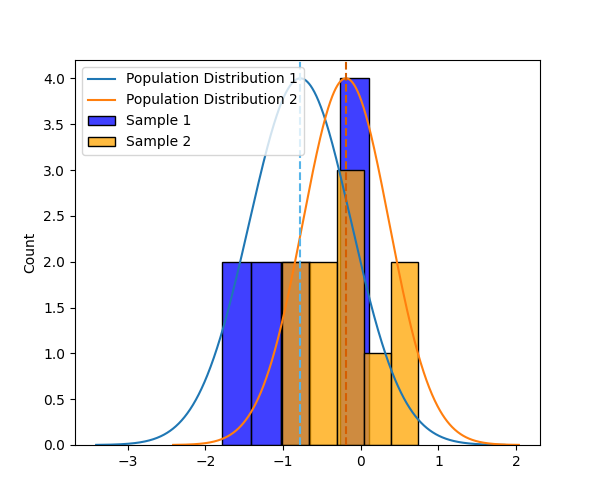 Population Distribution 1
Population Distribution 2
Sample 1
Sample 2
Count
4.0
3.5
3.0
2.5
2.0
1.5
1.0
0.5
0.0
−3 −2 −1 0 1 2